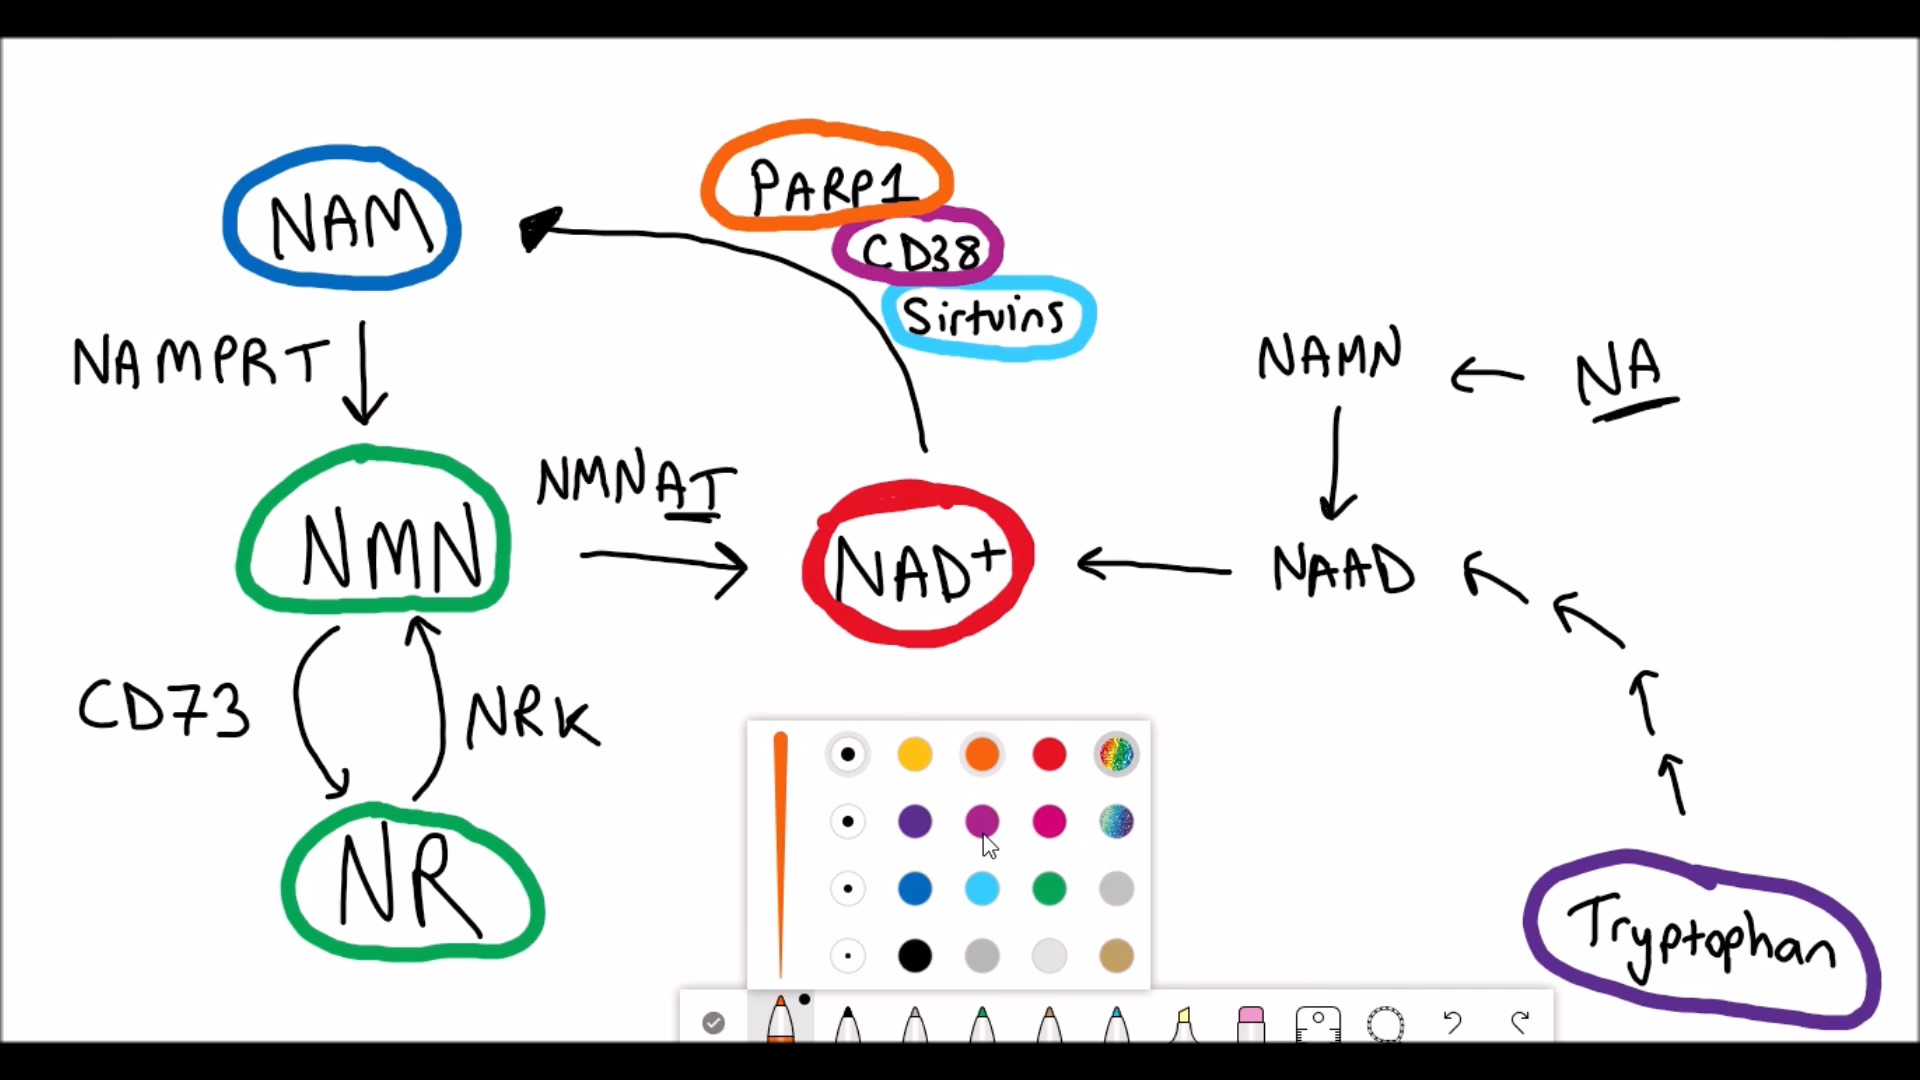 PARP1
NAM
CD38
Sirtuins
NAMPRT
NAMN
NA
NMNAT
NMN
NAD+
NAAD
CD73
NRK
NR
Tryptophan